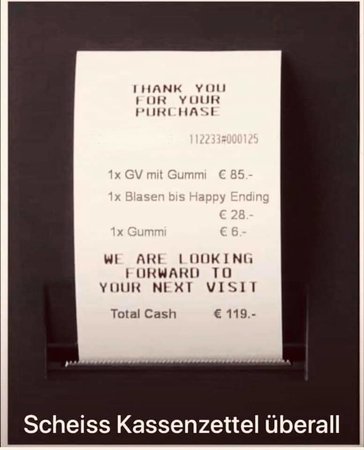 THANK YOU
FOR YOUR
PURCHASE
112233#000125
1x GV mit Gummi € 85.-
1x Blasen bis Happy Ending
€ 28.-
1x Gummi € 6.-
WE ARE LOOKING
FORWARD TO
YOUR NEXT VISIT
Total Cash € 119.-
Scheiss Kassenzettel überall